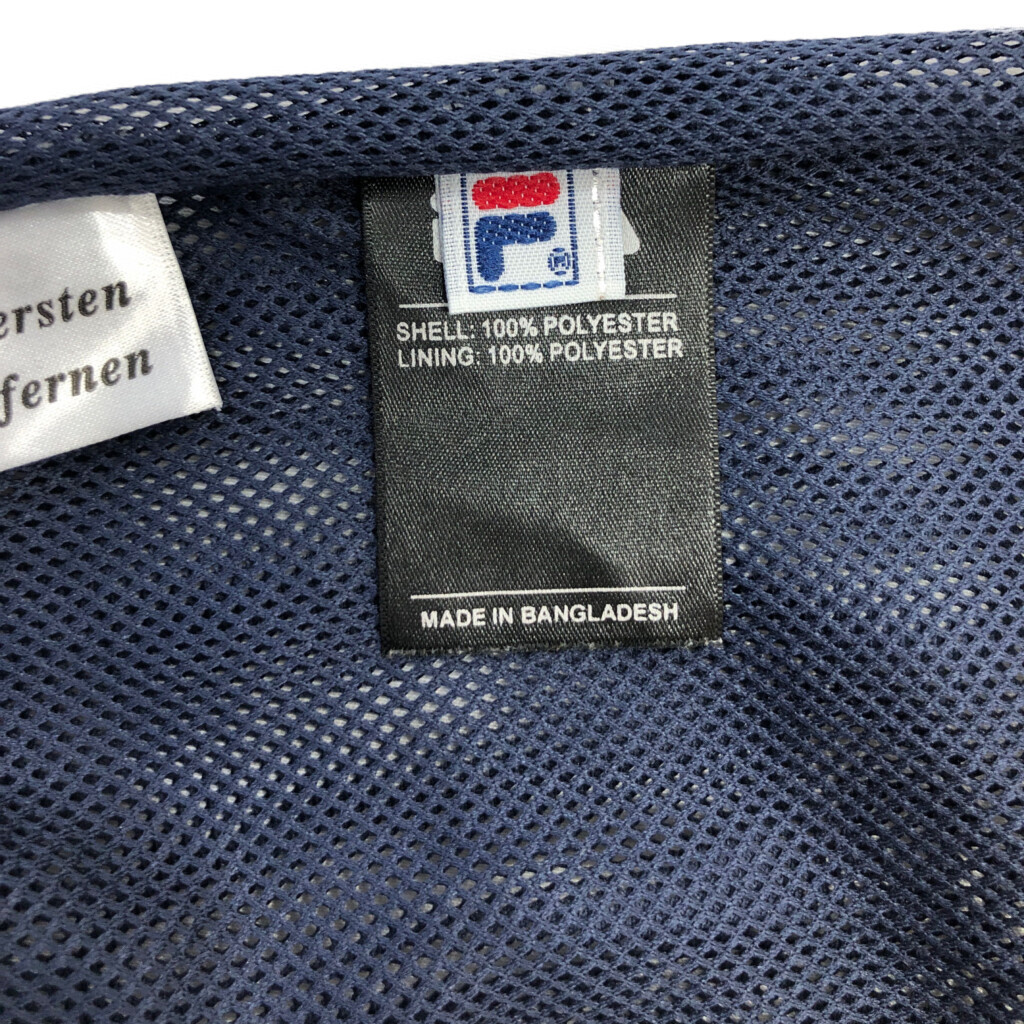 ersten
fernen
F
SHELL: 100% POLYESTER
LINING: 100% POLYESTER
MADE IN BANGLADESH